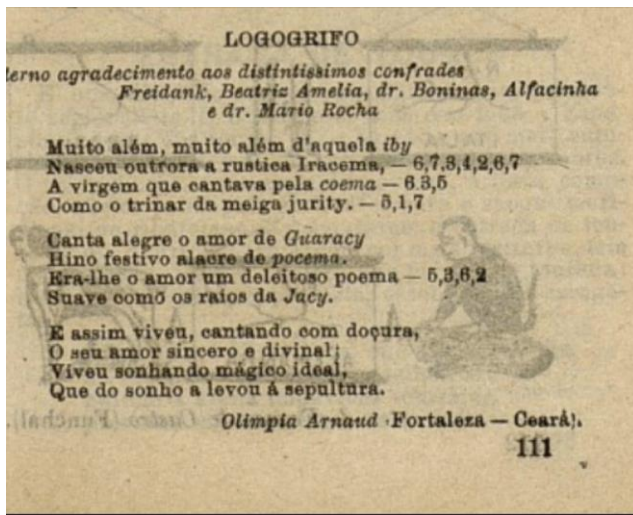 LOGOGRIFO
erno agradecimento aos distintissimos confrades
Freidank, Beatriz Amelia, dr. Boninas, Alfacinha
e dr. Mario Rocha
Muito além, muito além d'aquela iby
Nasceu outrora a rustica Iracema, — 6,7,3,4,2,6,7
A virgem que cantava pela coema — 6.3,5
Como o trinar da meiga jurity. — 5,1,7
Canta alegre o amor de Guaracy
Hino festivo alacre de pocema.
Era-lhe o amor um deleitoso poema — 5,3,6,2
Suave como os raios da Jacy.
E assim viveu, cantando com doçura,
O seu amor sincero e divinal;
Viveu sonhando mágico ideal,
Que do sonho a levou á sepultura.
Olimpia Arnaud (Fortaleza — Ceará).
111